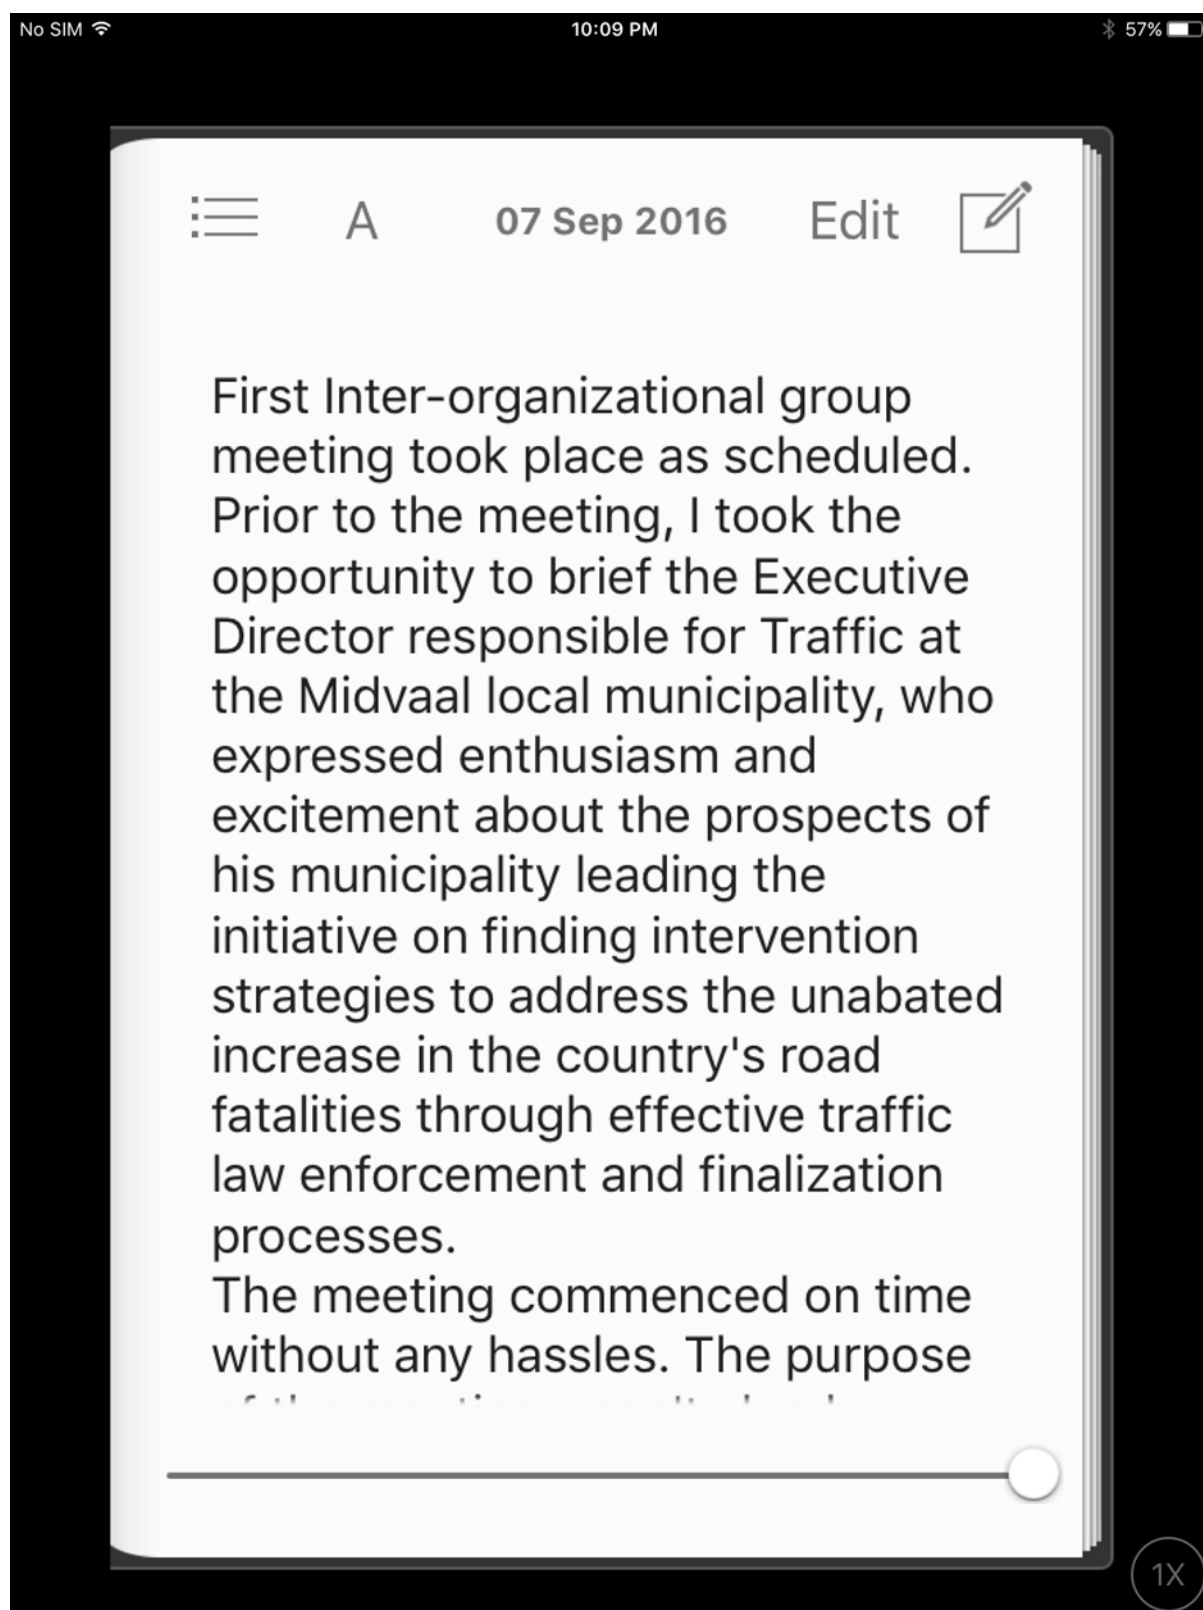 No SIM 10:09 PM 57%
A 07 Sep 2016 Edit
First Inter-organizational group
meeting took place as scheduled.
Prior to the meeting, I took the
opportunity to brief the Executive
Director responsible for Traffic at
the Midvaal local municipality, who
expressed enthusiasm and
excitement about the prospects of
his municipality leading the
initiative on finding intervention
strategies to address the unabated
increase in the country's road
fatalities through effective traffic
law enforcement and finalization
processes.
The meeting commenced on time
without any hassles. The purpose
1X